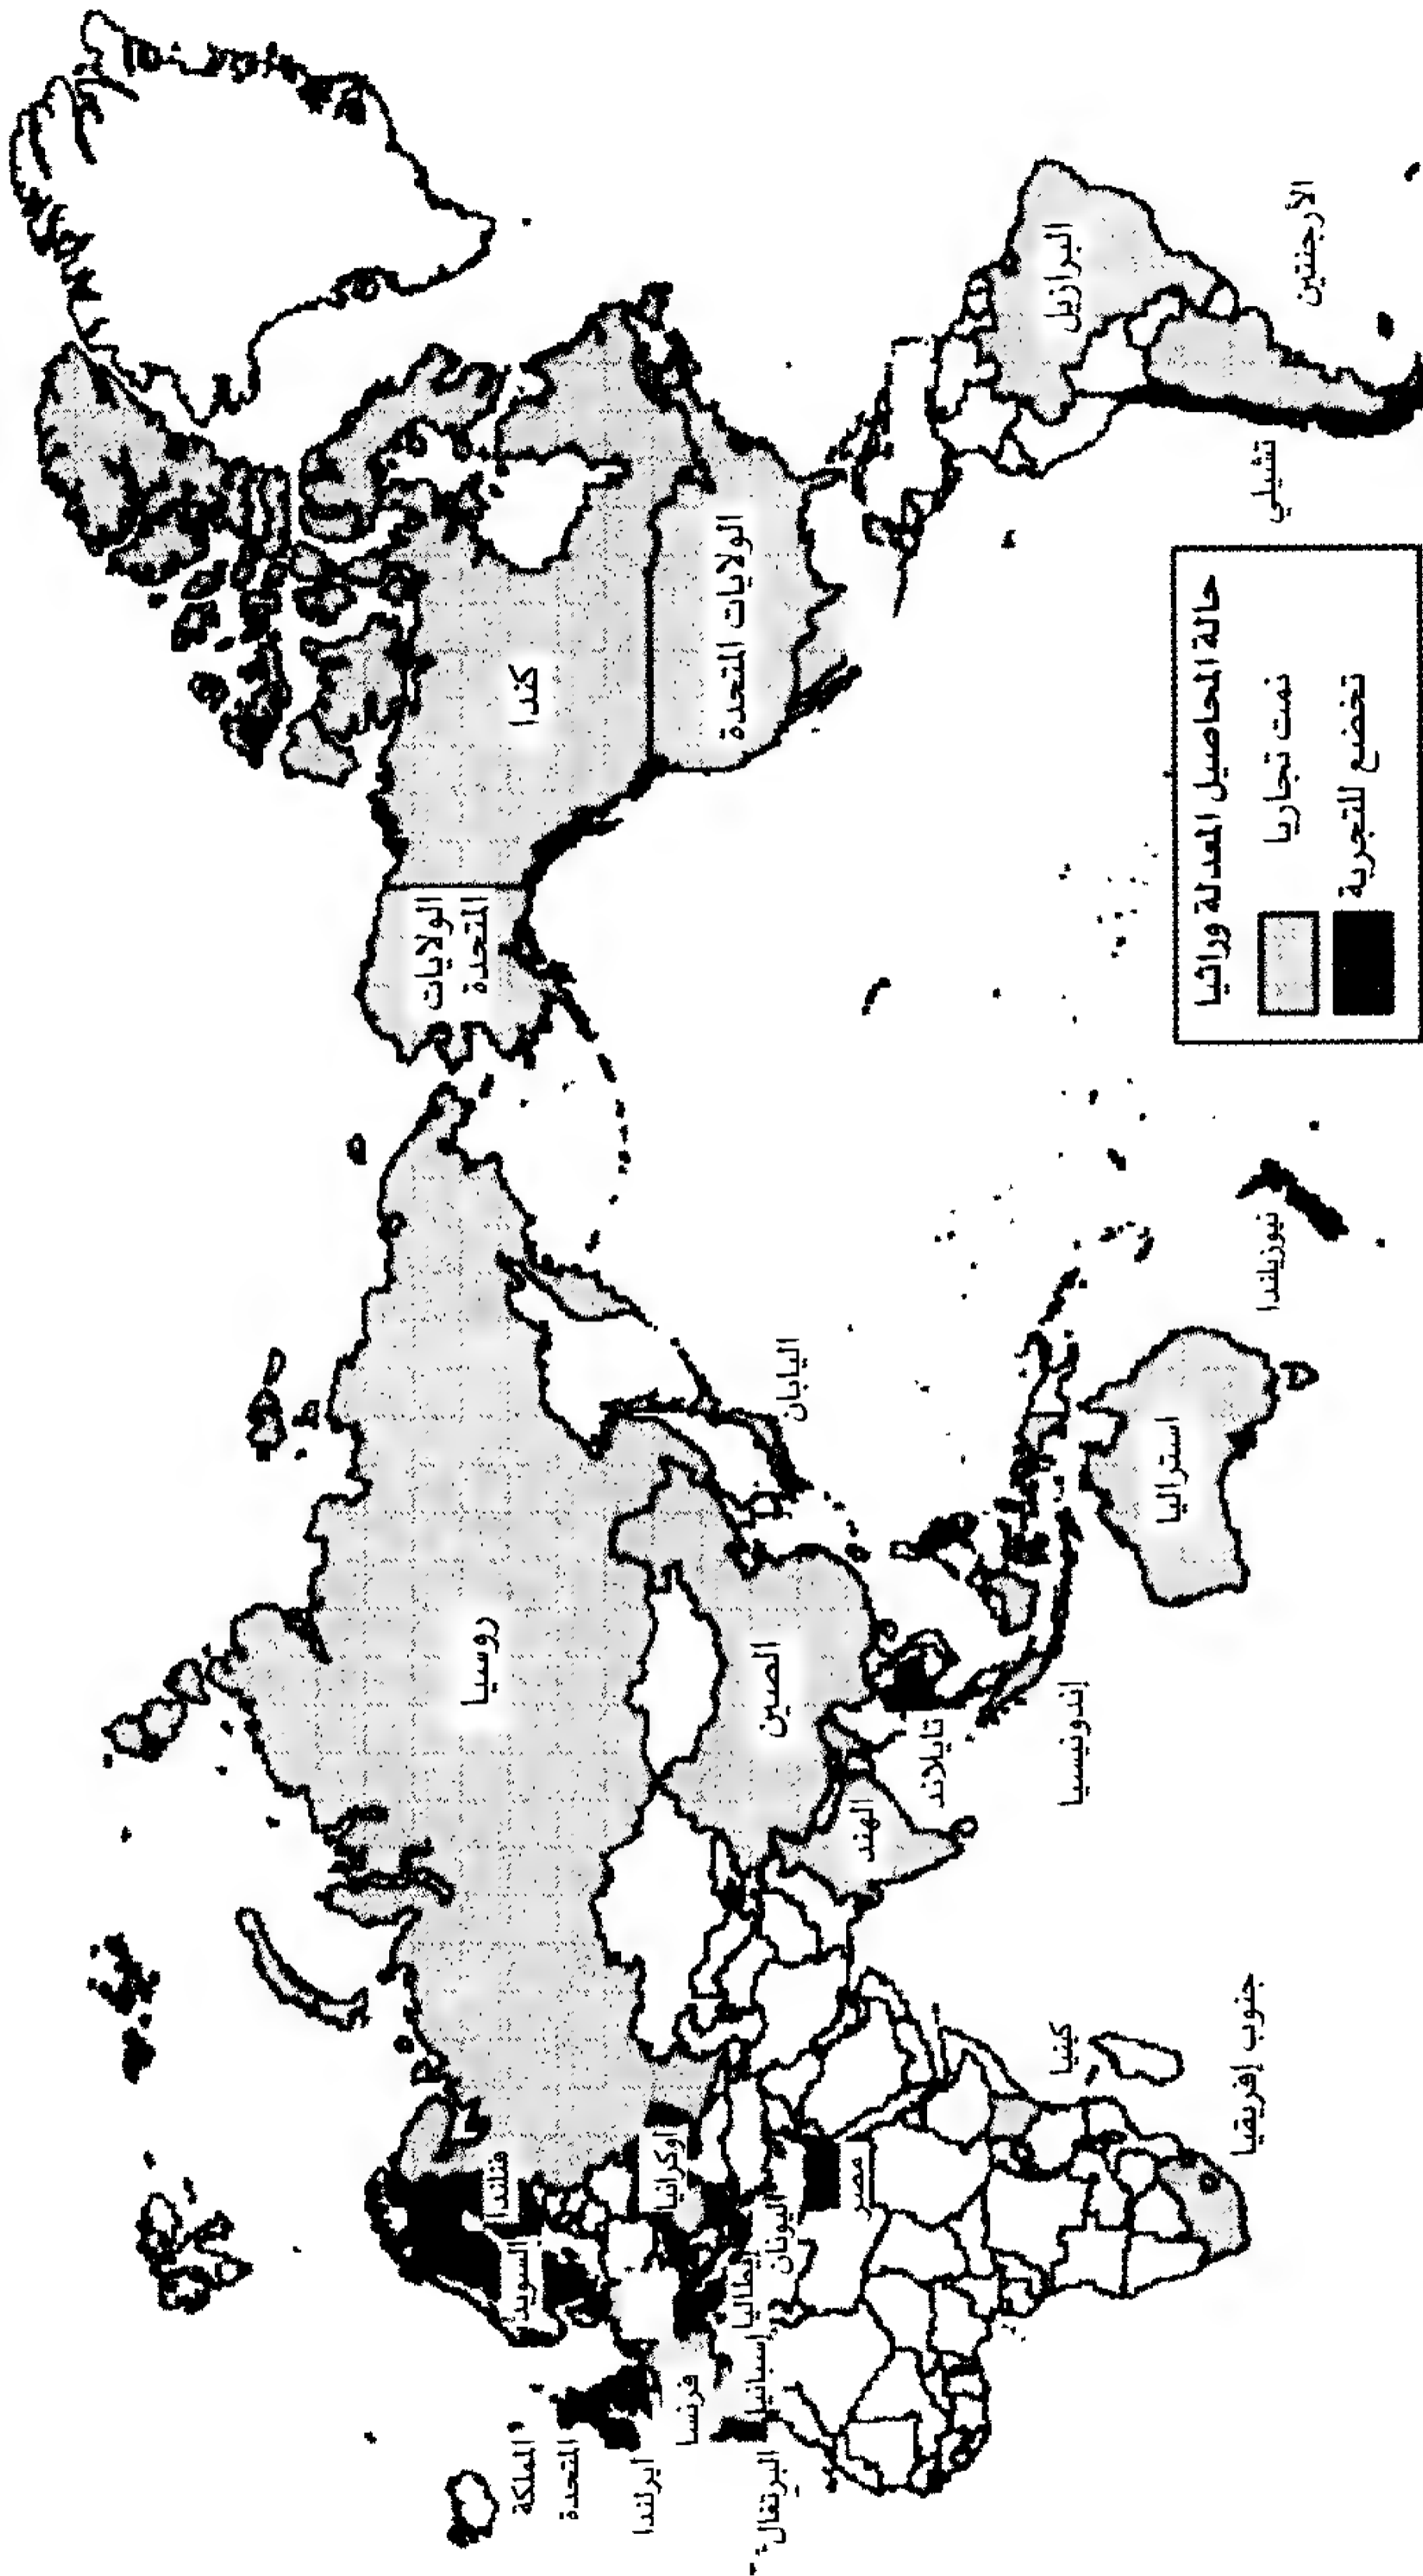 حالة المحاصيل المعدلة وراثيا
نمت تجاريا
تخضع للتجربة
المملكة
المتحدة
ايرلندا
فرنسا
البرتغال
إسبانيا
إيطاليا
اليونان
السويد
فنلندا
اوكرانيا
مصر
كينيا
جنوب إفريقيا
روسيا
الصين
الهند
تايلاند
إندونيسيا
اليابان
استراليا
نيوزيلندا
الولايات
المتحدة
كندا
الولايات المتحدة
البرازيل
الأرجنتين
تشيلي